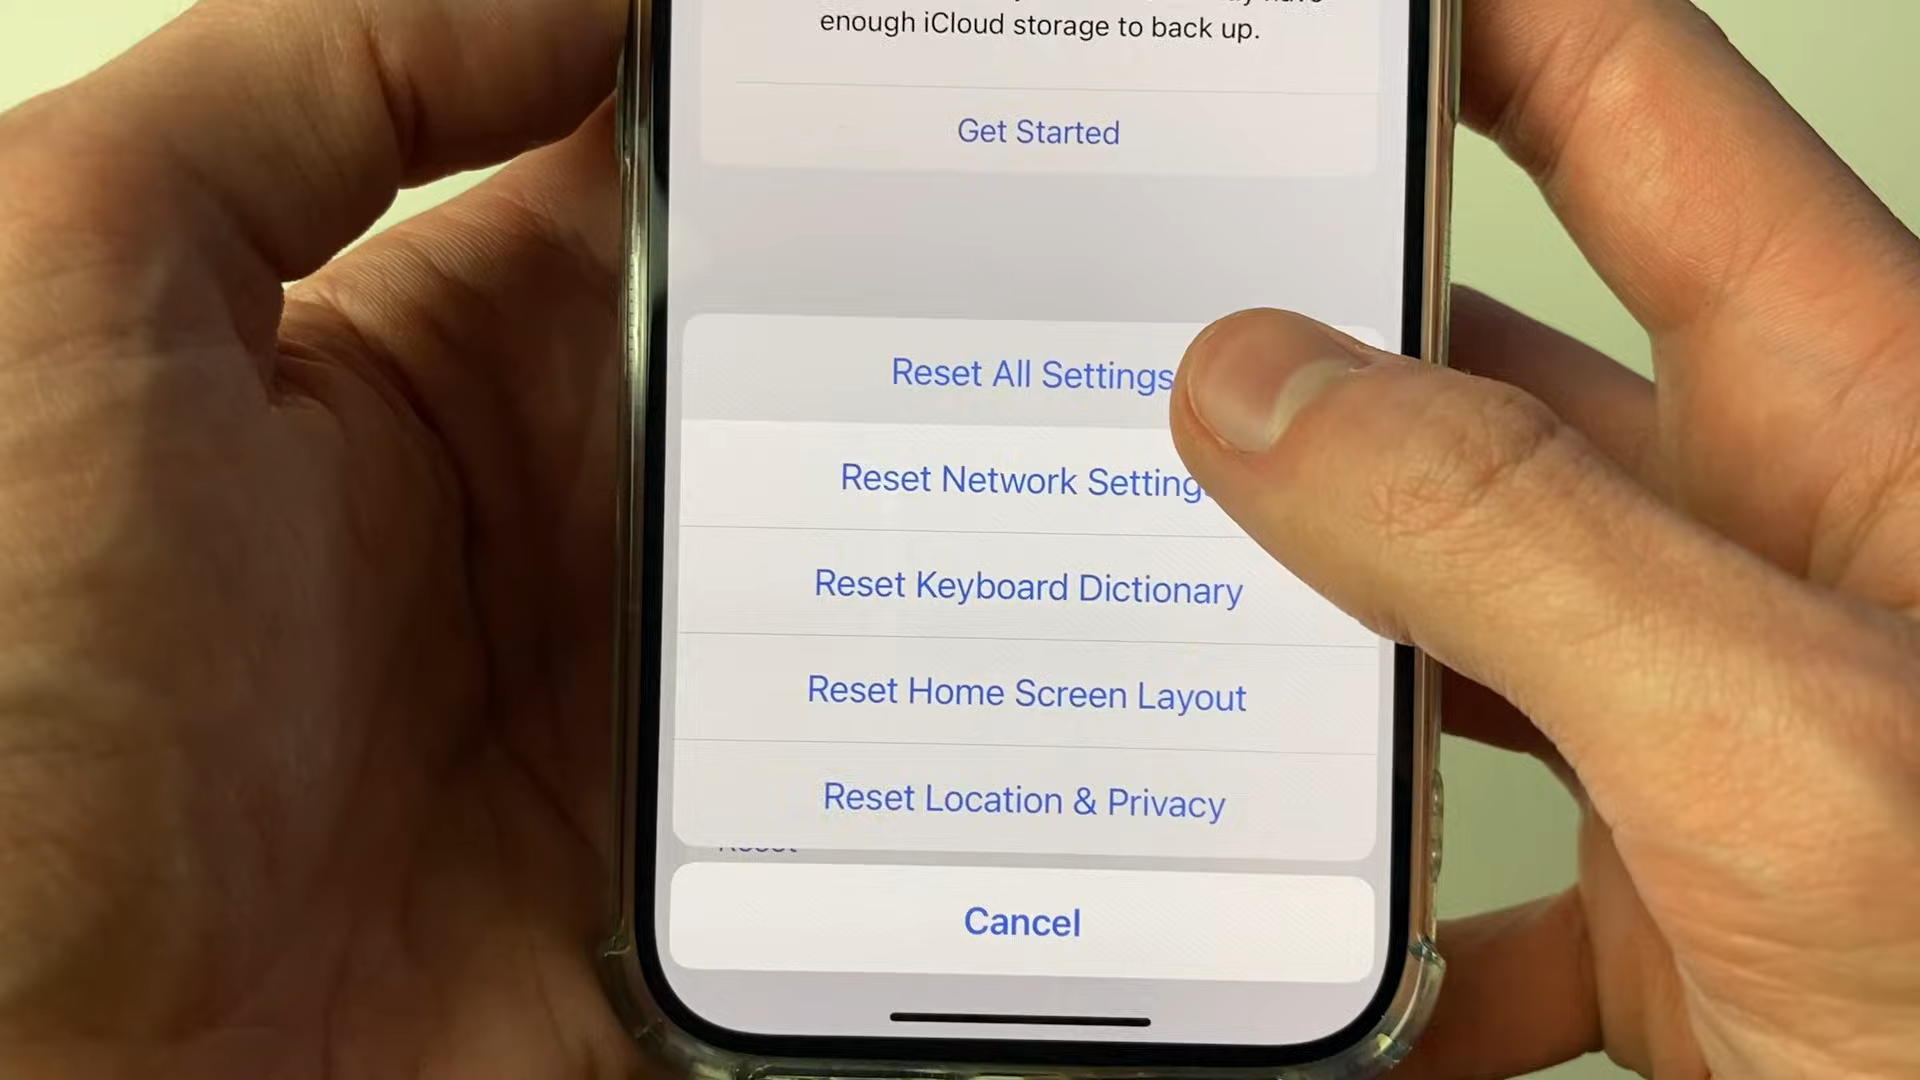 enough iCloud storage to back up.
Get Started
Reset All Settings
Reset Network Setting
Reset Keyboard Dictionary
Reset Home Screen Layout
Reset Location & Privacy
Reset
Cancel